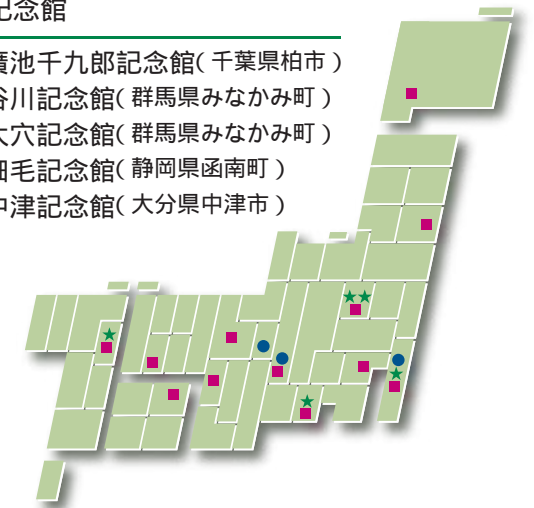 記念館
廣池千九郎記念館( 千葉県柏市 )
谷川記念館( 群馬県みなかみ町 )
大穴記念館( 群馬県みなかみ町 )
畑毛記念館( 静岡県函南町 )
中津記念館( 大分県中津市 )